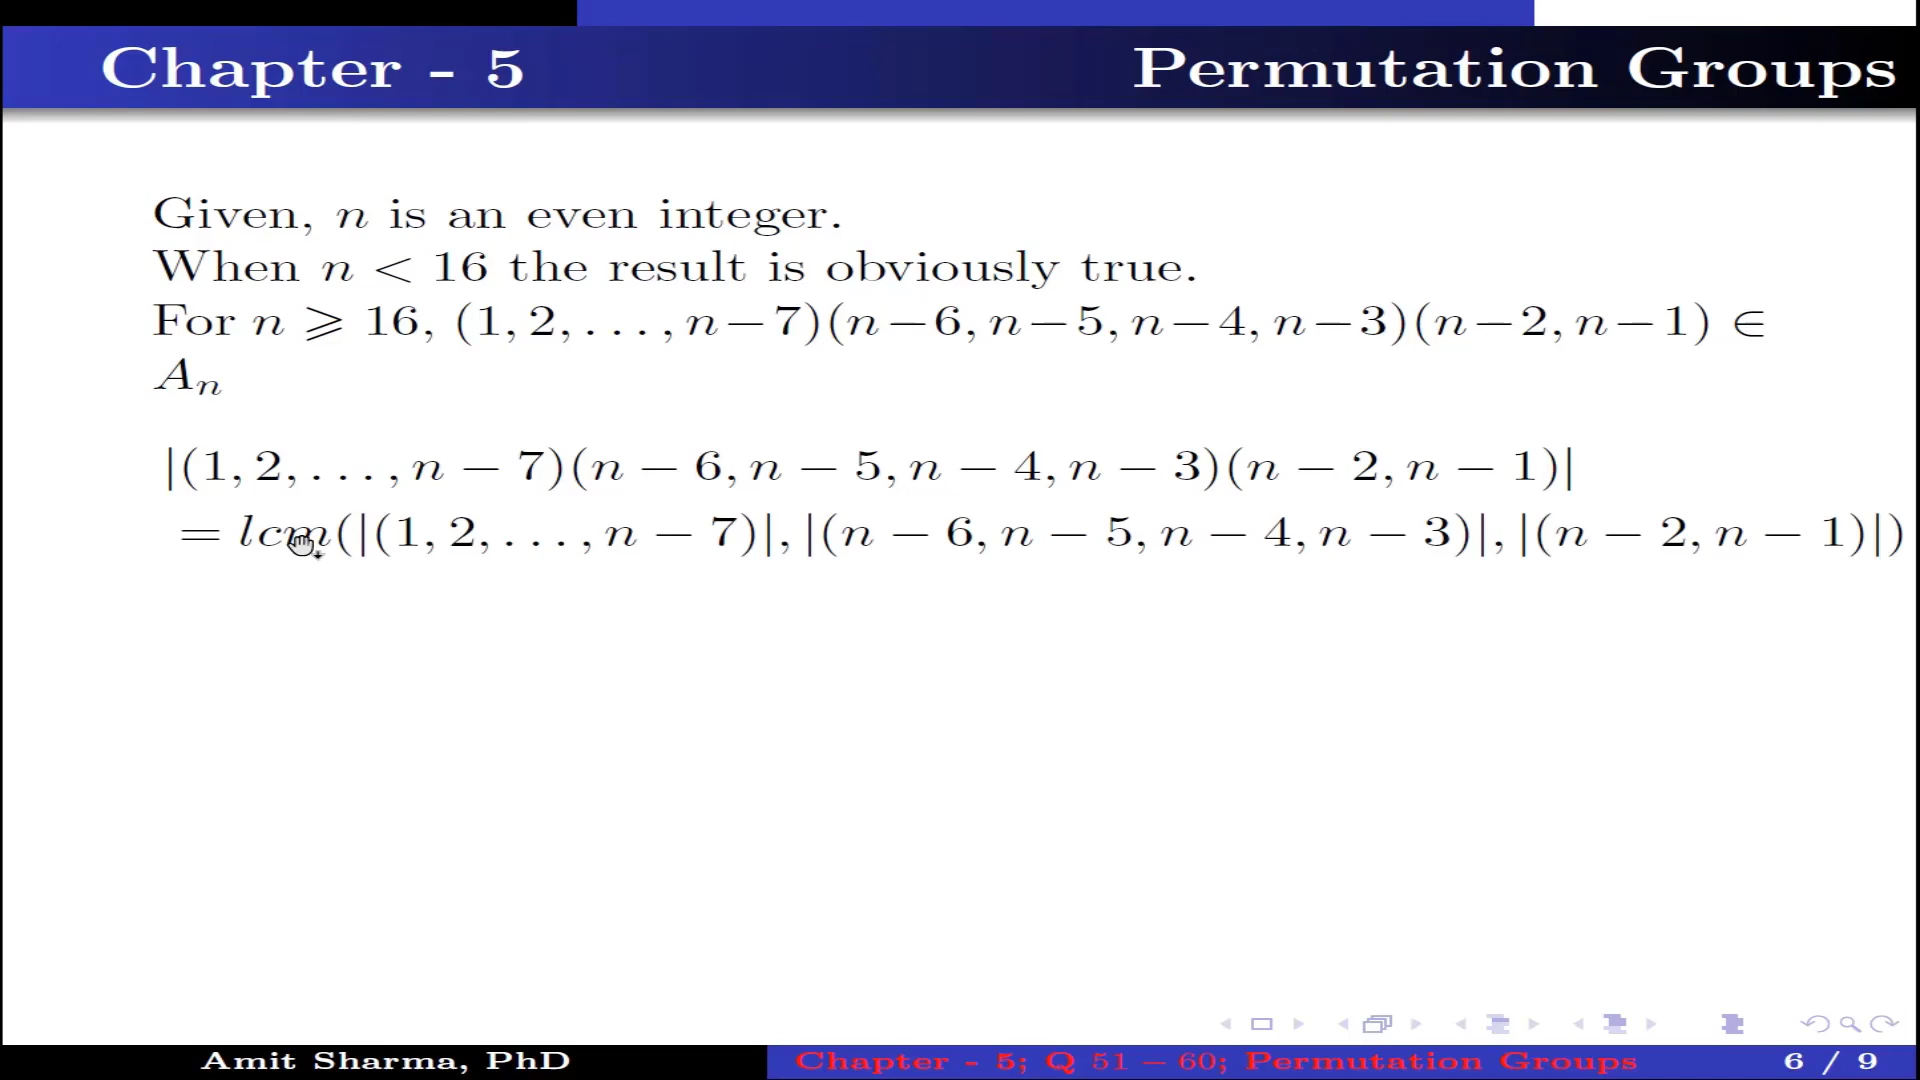 Chapter - 5 Permutation Groups
Given, n is an even integer.
When n < 16 the result is obviously true.
For n ⩾ 16, (1, 2, . . . , n−7)(n−6, n−5, n−4, n−3)(n−2, n−1) ∈
Aₙ
|(1, 2, . . . , n − 7)(n − 6, n − 5, n − 4, n − 3)(n − 2, n − 1)|
= lcm(|(1, 2, . . . , n − 7)|, |(n − 6, n − 5, n − 4, n − 3)|, |(n − 2, n − 1)|)
Amit Sharma, PhD Chapter - 5; Q 51 − 60; Permutation Groups 6 / 9